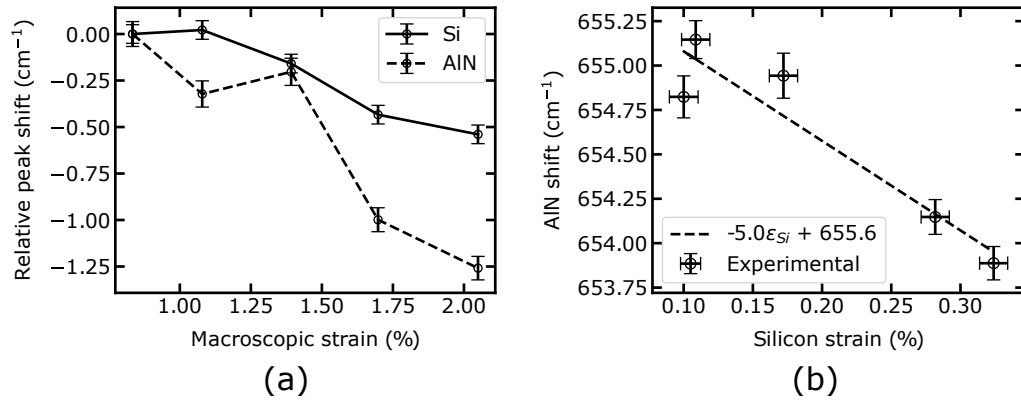 0.00
−0.25
−0.50
−0.75
−1.00
−1.25
Relative peak shift (cm⁻¹)
Si
AlN
1.00 1.25 1.50 1.75 2.00
Macroscopic strain (%)
(a)
655.25
655.00
654.75
654.50
654.25
654.00
653.75
AlN shift (cm⁻¹)
-5.0εSi + 655.6
Experimental
0.10 0.15 0.20 0.25 0.30
Silicon strain (%)
(b)